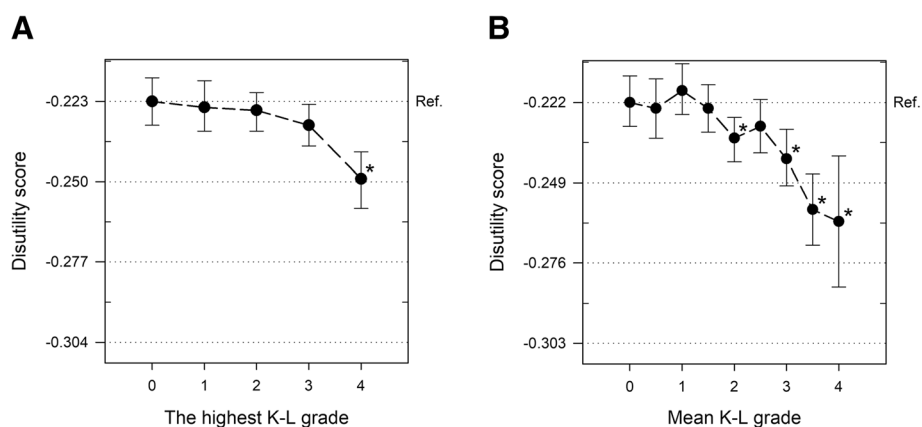 A
Disutility score
-0.223
-0.250
-0.277
-0.304
Ref.
*
0 1 2 3 4
The highest K-L grade
B
Disutility score
-0.222
-0.249
-0.276
-0.303
Ref.
*
*
*
*
0 1 2 3 4
Mean K-L grade